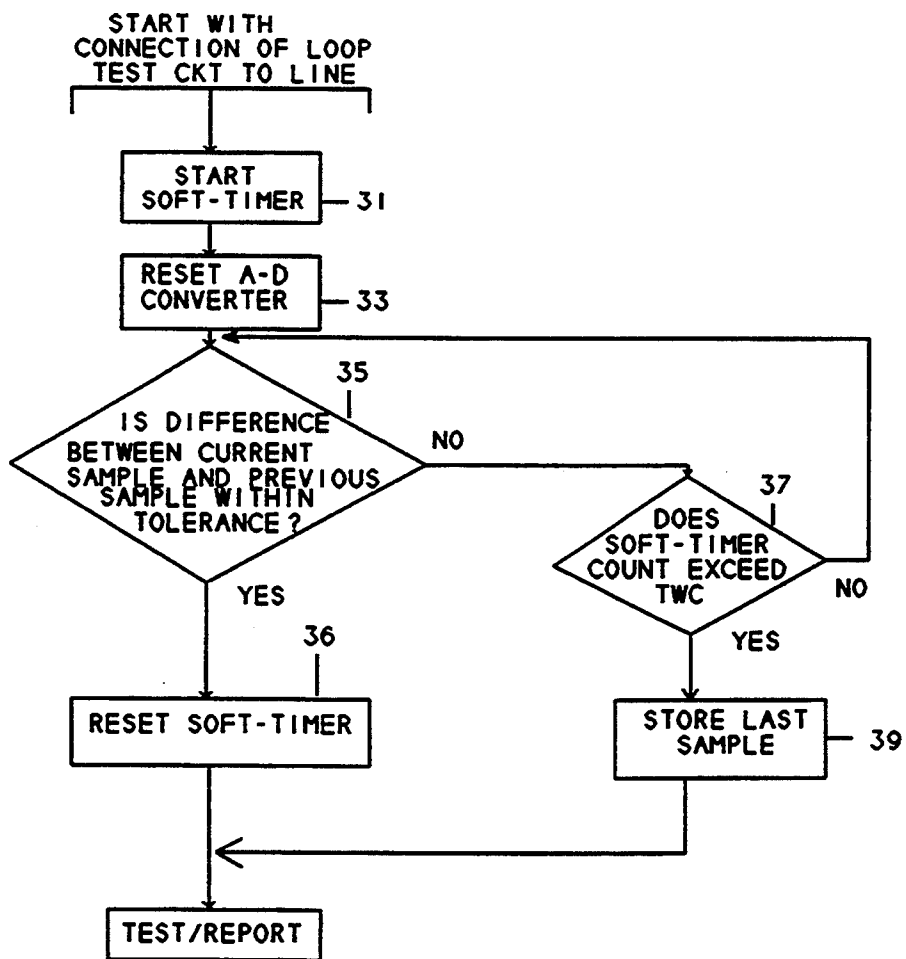 START WITH
CONNECTION OF LOOP
TEST CKT TO LINE
START
SOFT-TIMER
31
RESET A-D
CONVERTER
33
35
IS DIFFERENCE
BETWEEN CURRENT
SAMPLE AND PREVIOUS
SAMPLE WITHIN
TOLERANCE?
NO
YES
37
DOES
SOFT-TIMER
COUNT EXCEED
TWC
NO
YES
36
RESET SOFT-TIMER
STORE LAST
SAMPLE
39
TEST/REPORT